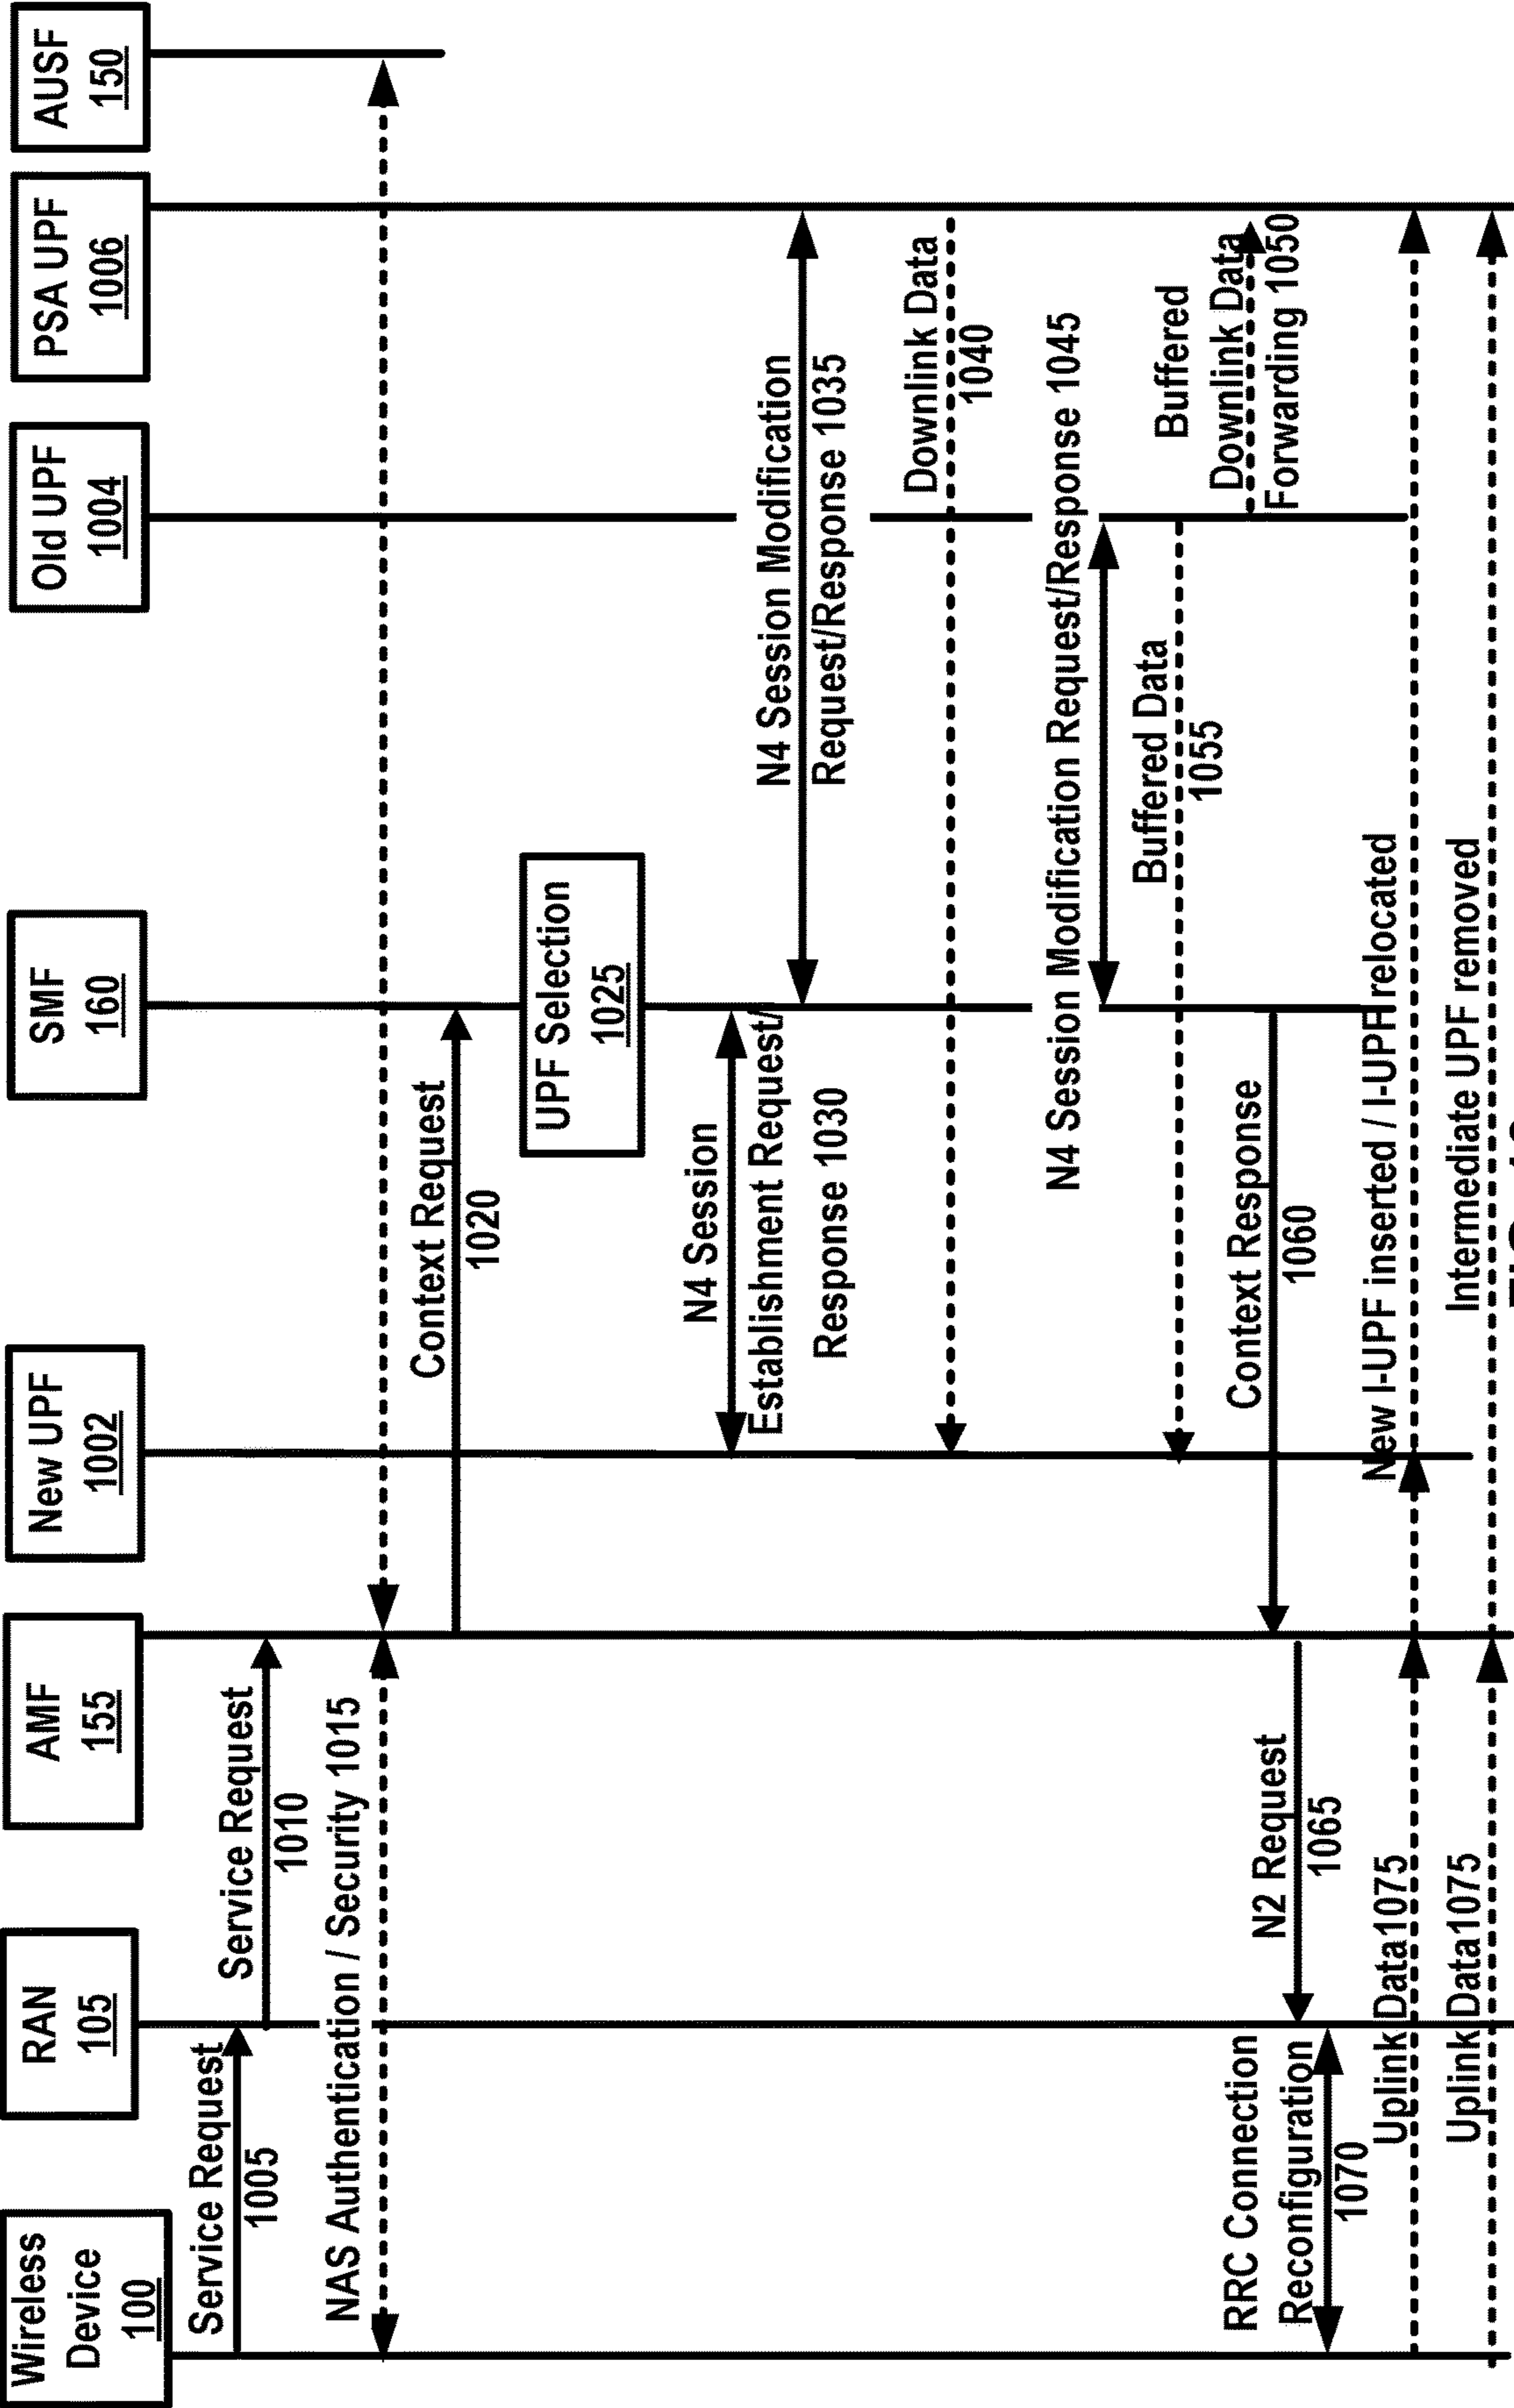 Wireless
Device
100
RAN
105
AMF
155
New UPF
1002
SMF
160
Old UPF
1004
PSA UPF
1006
AUSF
150
Service Request
1005
Service Request
1010
NAS Authentication / Security 1015
Context Request
1020
UPF Selection
1025
N4 Session
Establishment Request/
Response 1030
N4 Session Modification
Request/Response 1035
Downlink Data
1040
N4 Session Modification Request/Response 1045
Buffered
Downlink Data
Forwarding 1050
Buffered Data
1055
Context Response
1060
N2 Request
1065
RRC Connection
Reconfiguration
1070
New I-UPF inserted / I-UPF relocated
Uplink Data1075
Intermediate UPF removed
Uplink Data1075